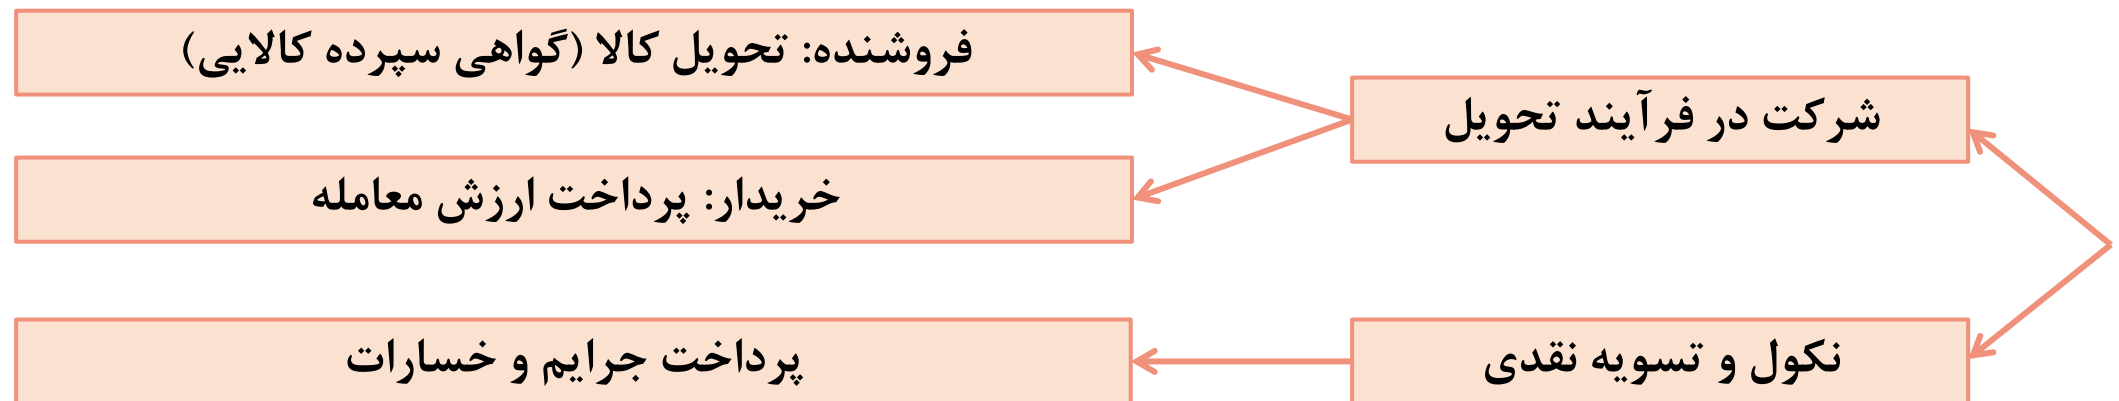 شرکت در فرآیند تحویل
فروشنده: تحویل کالا (گواهی سپرده کالایی)
خریدار: پرداخت ارزش معامله
نکول و تسویه نقدی
پرداخت جرایم و خسارات